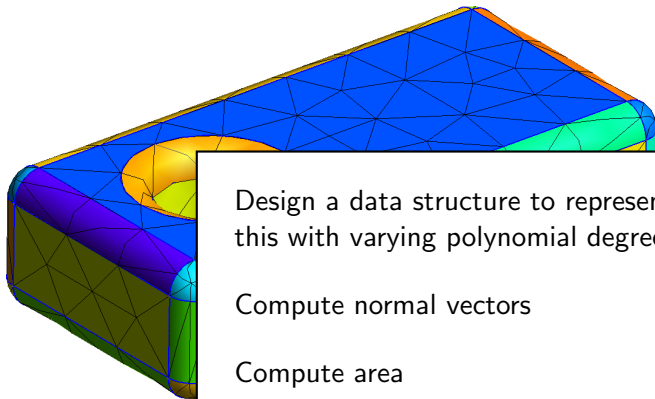 Design a data structure to represen
this with varying polynomial degre
Compute normal vectors
Compute area